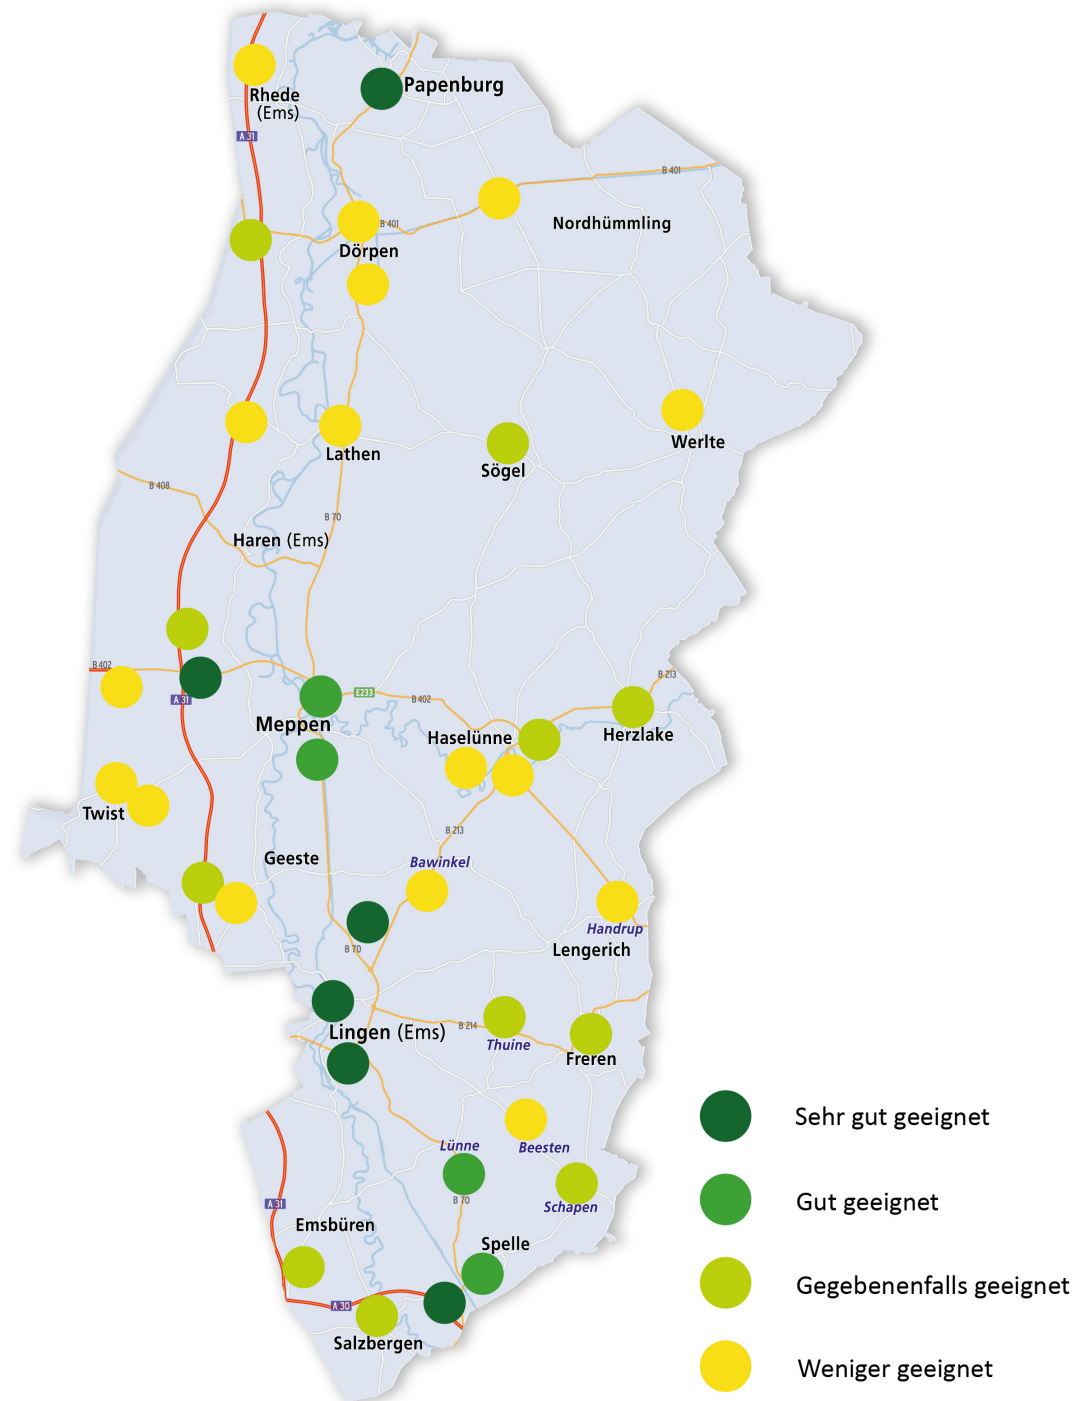 Papenburg
Rhede
(Ems)
A 31
B 401
Nordhümmling
B 401
Dörpen
Werlte
Lathen
Sögel
B 408
B 70
Haren (Ems)
B 402
B 213
E233
A 31
B 402
Meppen
Herzlake
Haselünne
Twist
B 213
Geeste
Bawinkel
Handrup
B 70
Lengerich
B 214
Lingen (Ems)
Thuine
Freren
Sehr gut geeignet
Lünne
Beesten
B 70
Gut geeignet
A 31
Schapen
Emsbüren
Spelle
Gegebenenfalls geeignet
A 30
Salzbergen
Weniger geeignet